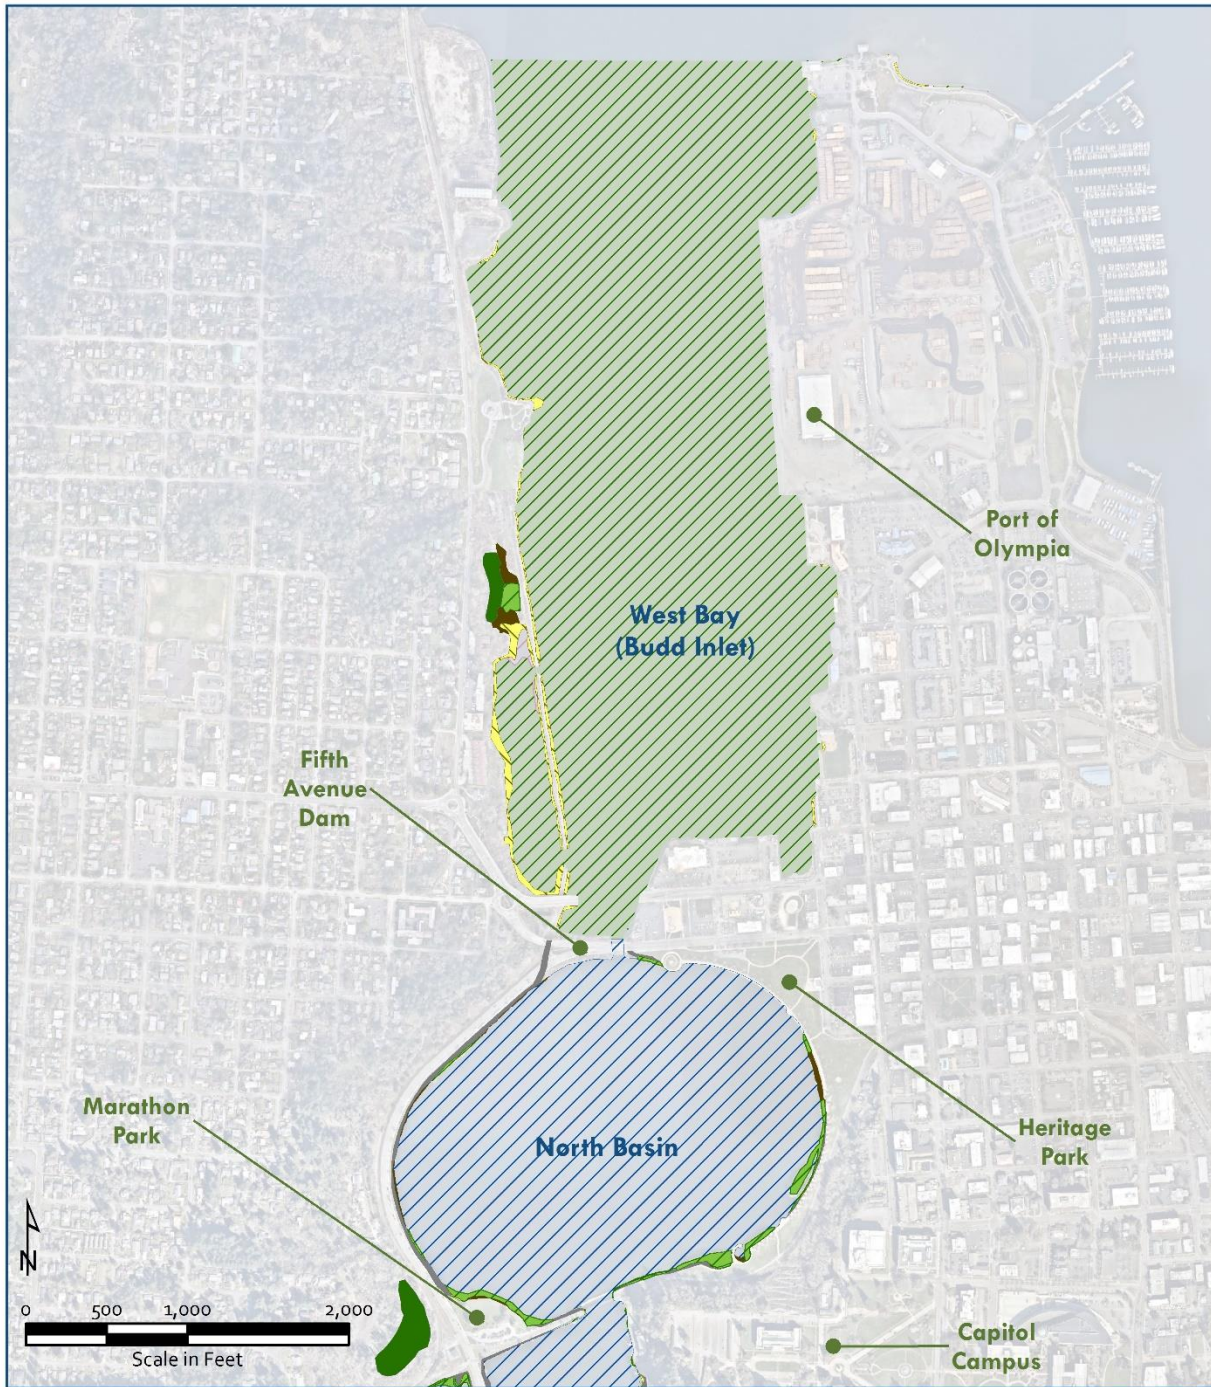 Port of
Olympia
West Bay
(Budd Inlet)
Fifth
Avenue
Dam
Marathon
Park
North Basin
Heritage
Park
N
0 500 1,000 2,000
Scale in Feet
Capitol
Campus